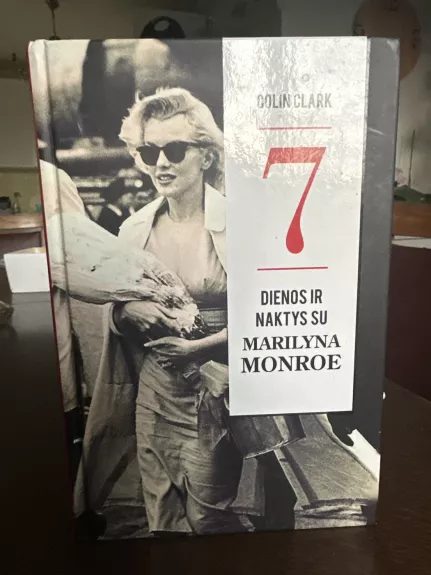 COLIN CLARK
7
DIENOS IR
NAKTYS SU
MARILYNA
MONROE